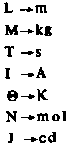 L → m
M → kg
T → s
I → A
Θ → K
N → mol
J → cd